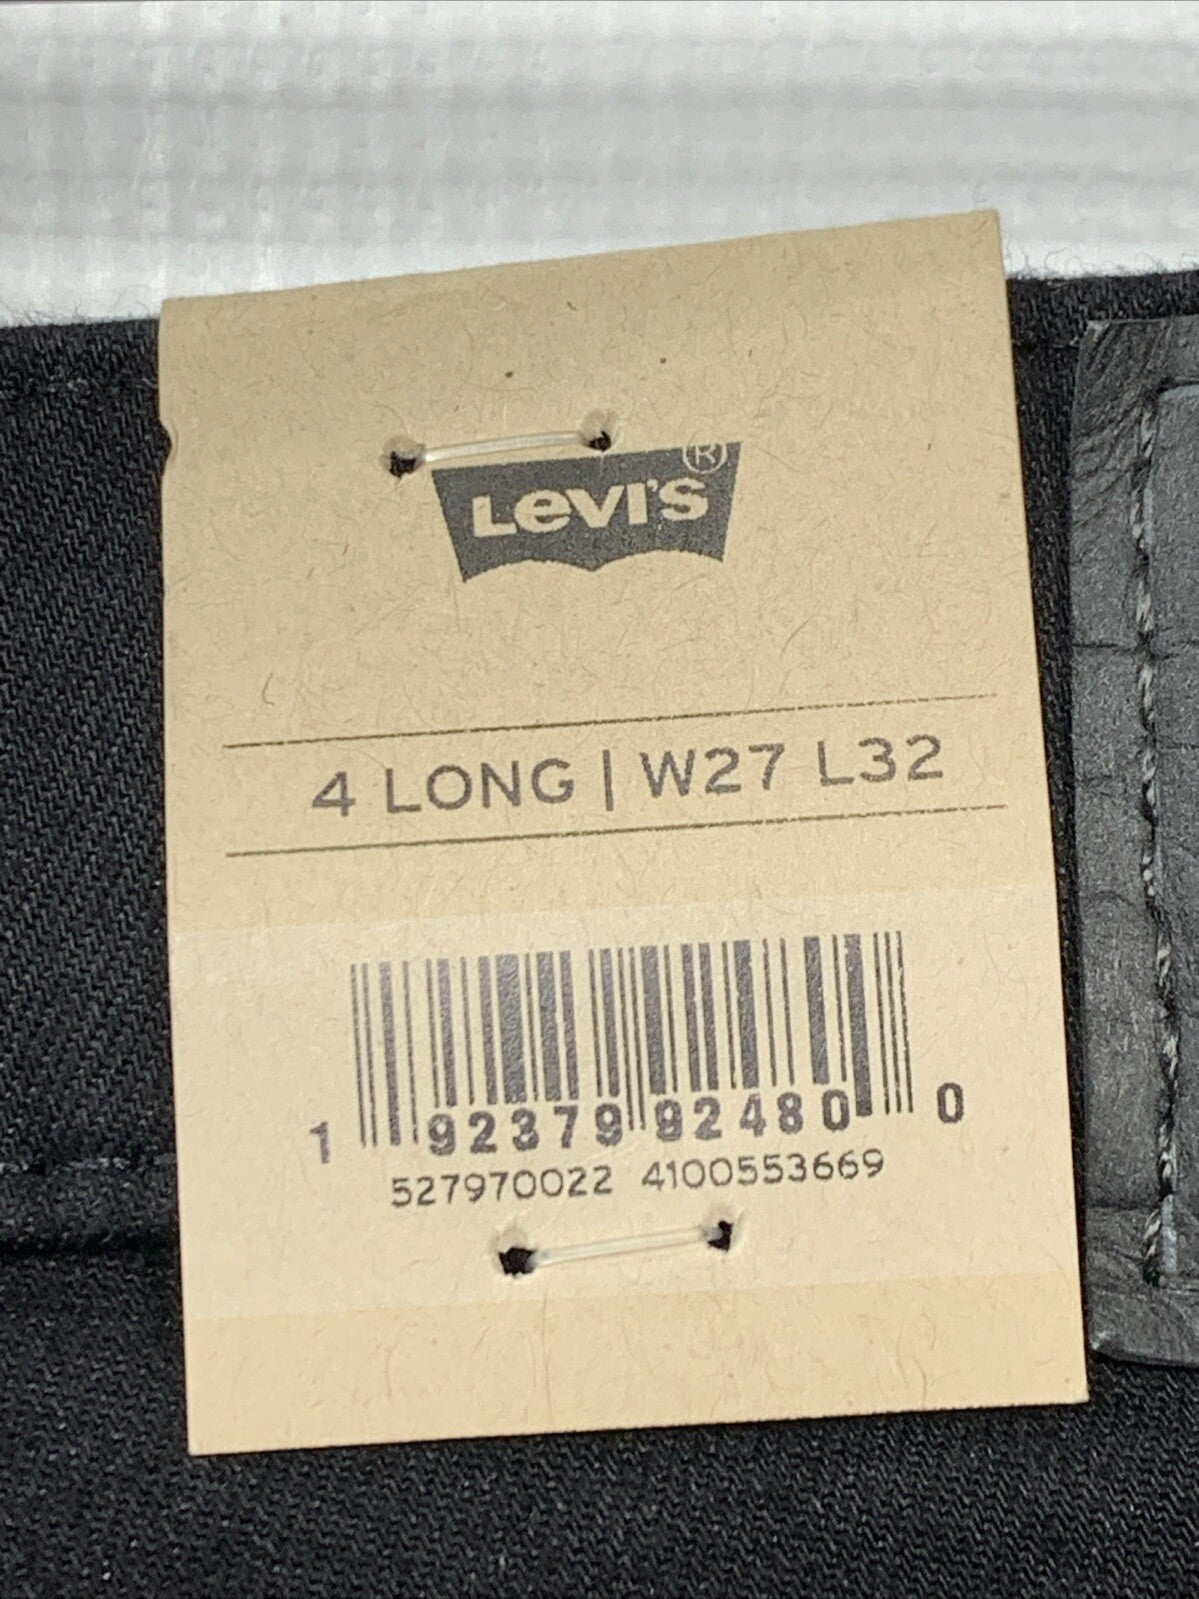 Levi's®
4 LONG | W27 L32
1 92379 92480 0
527970022 4100553669